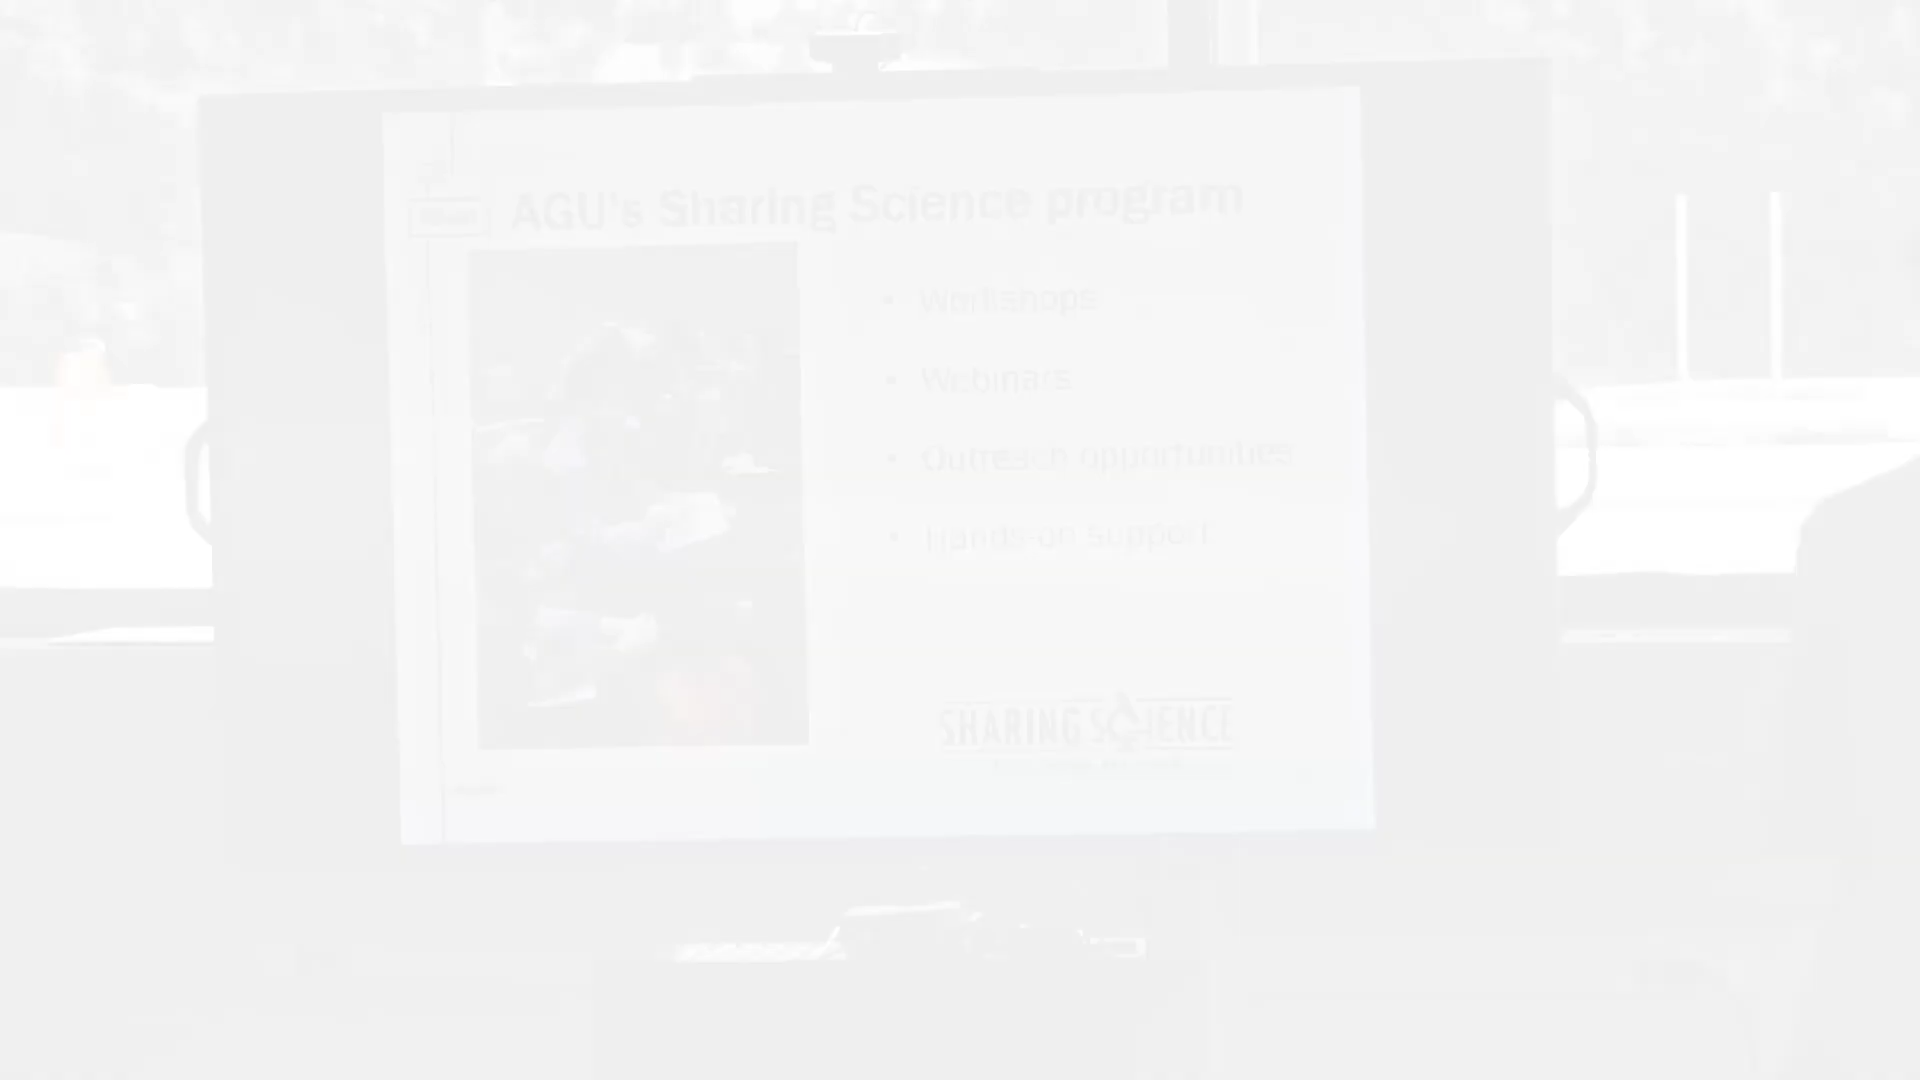 AGU's Sharing Science program
• Workshops
• Webinars
• Outreach opportunities
• Hands-on support
SHARING SCIENCE